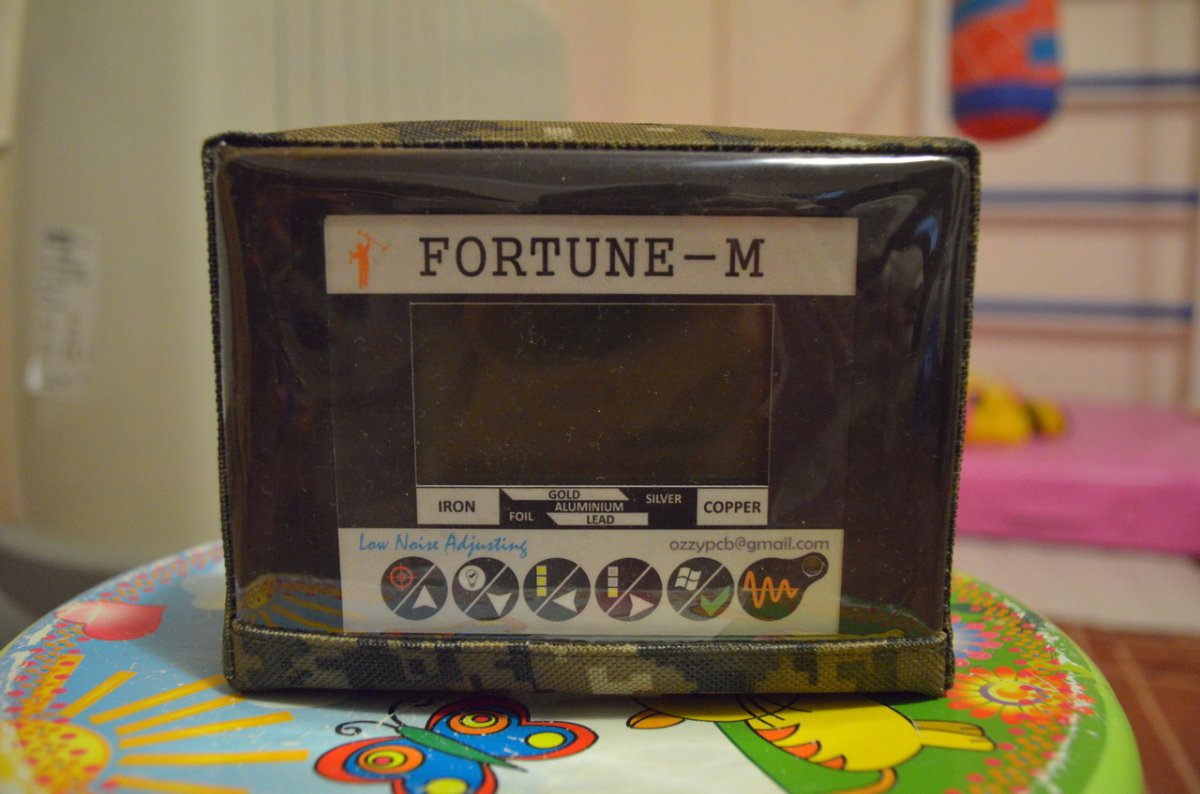 FORTUNE-M
IRON
GOLD
ALUMINIUM
SILVER
FOIL
LEAD
COPPER
Low Noise Adjusting
ozzypcb@gmail.com